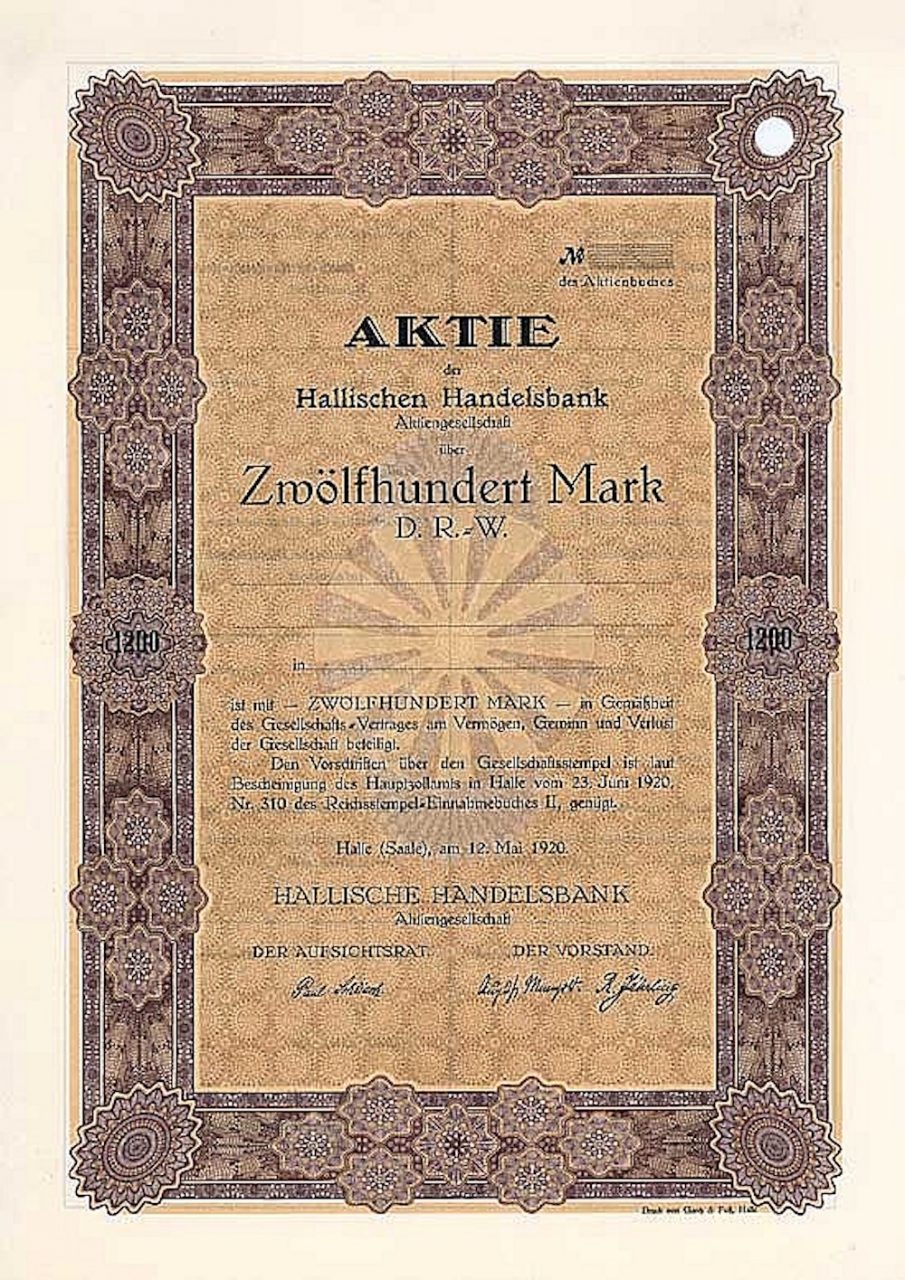 №
des Aktienbuches
AKTIE
der
Hallischen Handelsbank
Aktiengesellschaft
über
Zwölfhundert Mark
D. R.-W.
1200
1200
in
ist mit — ZWÖLFHUNDERT MARK — in Gemäßheit
des Gesellschafts-Vertrages am Vermögen, Gewinn und Verlust
der Gesellschaft beteiligt.
Den Vorschriften über den Gesellschaftsstempel ist laut
Bescheinigung des Hauptzollamts in Halle vom 23. Juni 1920,
Nr. 310 des Reichsstempel-Einnahmebuches II, genügt.
Halle (Saale), am 12. Mai 1920.
HALLISCHE HANDELSBANK
Aktiengesellschaft
DER AUFSICHTSRAT. DER VORSTAND.
Paul
Druck von &